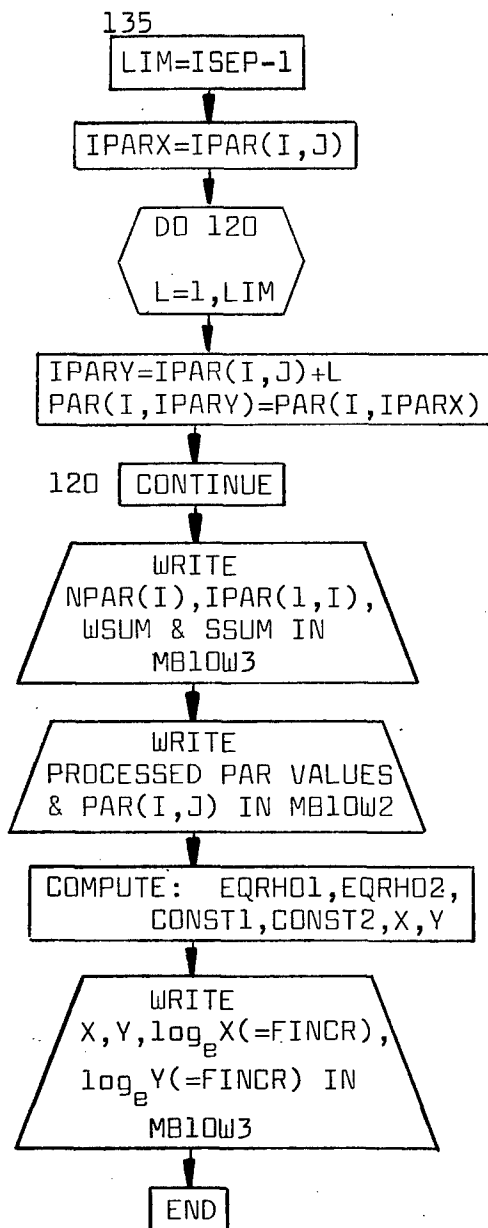 135
LIM=ISEP-1
IPARX=IPAR(I,J)
DO 120
L=1,LIM
IPARY=IPAR(I,J)+L
PAR(I,IPARY)=PAR(I,IPARX)
120 CONTINUE
WRITE
NPAR(I),IPAR(1,I),
WSUM & SSUM IN
MB10W3
WRITE
PROCESSED PAR VALUES
& PAR(I,J) IN MB10W2
COMPUTE: EQRHO1,EQRHO2,
CONST1,CONST2,X,Y
WRITE
X,Y,logeX(=FINCR),
logeY(=FINCR) IN
MB10W3
END